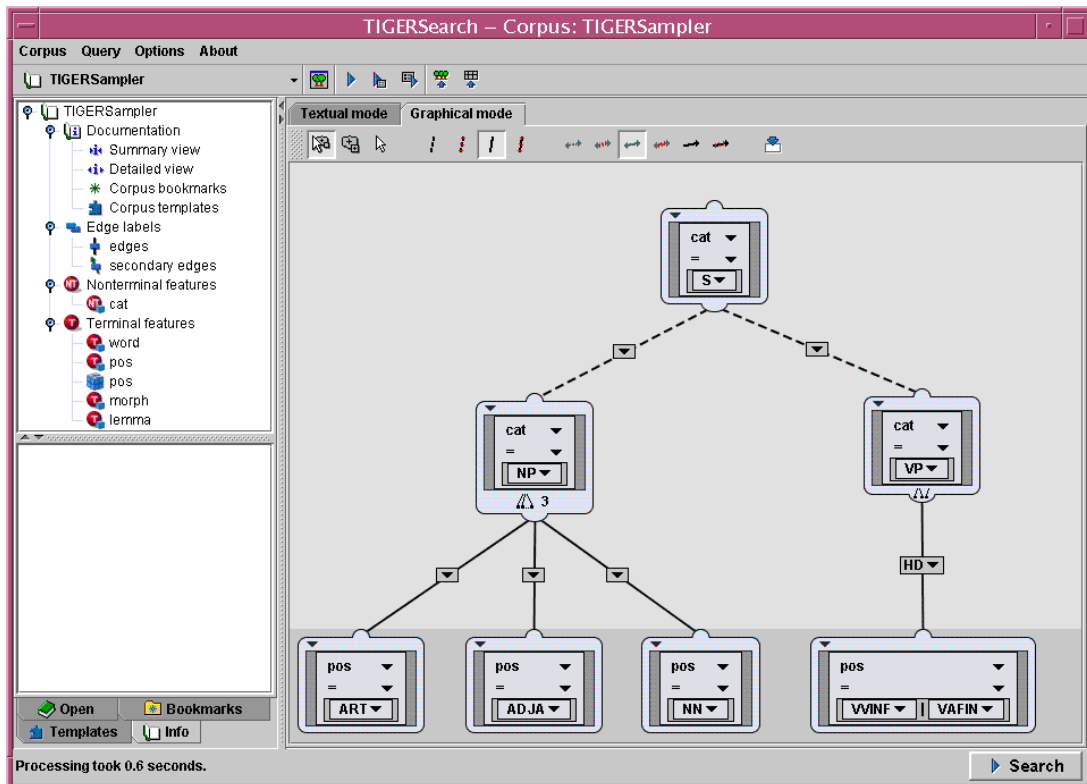 TIGERSearch – Corpus: TIGERSampler
Corpus Query Options About
TIGERSampler
TIGERSampler
Documentation
Summary view
Detailed view
Corpus bookmarks
Corpus templates
Edge labels
edges
secondary edges
Nonterminal features
cat
Terminal features
word
pos
pos
morph
lemma
Open Bookmarks
Templates Info
Textual mode Graphical mode
cat
=
S
cat
=
NP
3
cat
=
VP
HD
pos
=
ART
pos
=
ADJA
pos
=
NN
pos
=
VVINF | VAFIN
Processing took 0.6 seconds.
Search